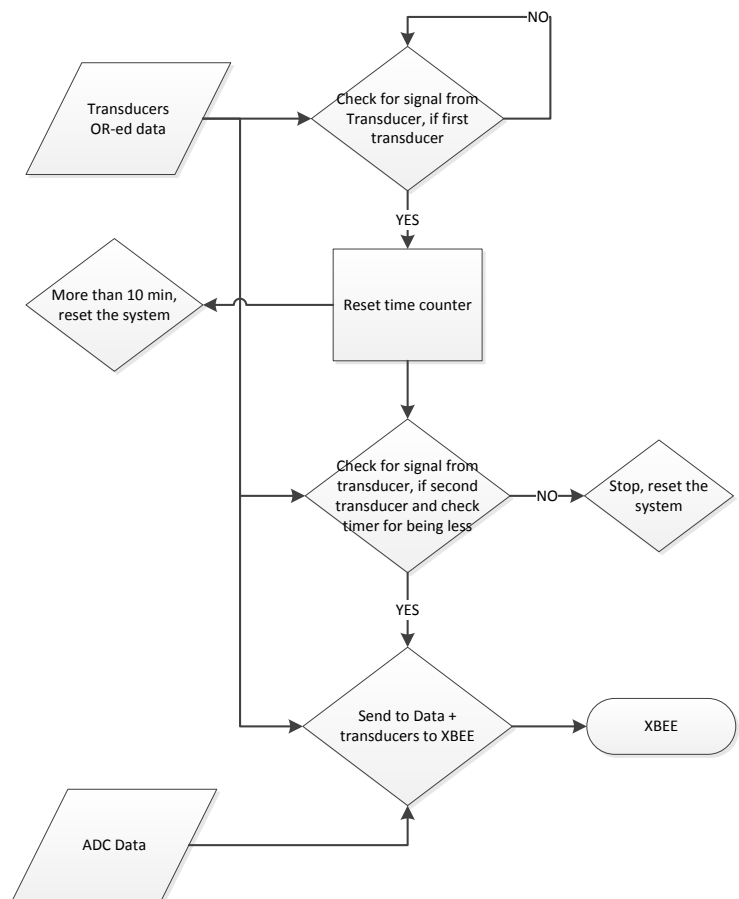 NO
Transducers
OR-ed data
Check for signal from
Transducer, if first
transducer
YES
More than 10 min,
reset the system
Reset time counter
Check for signal from
transducer, if second
transducer and check
timer for being less
NO
Stop, reset the
system
YES
Send to Data +
transducers to XBEE
XBEE
ADC Data